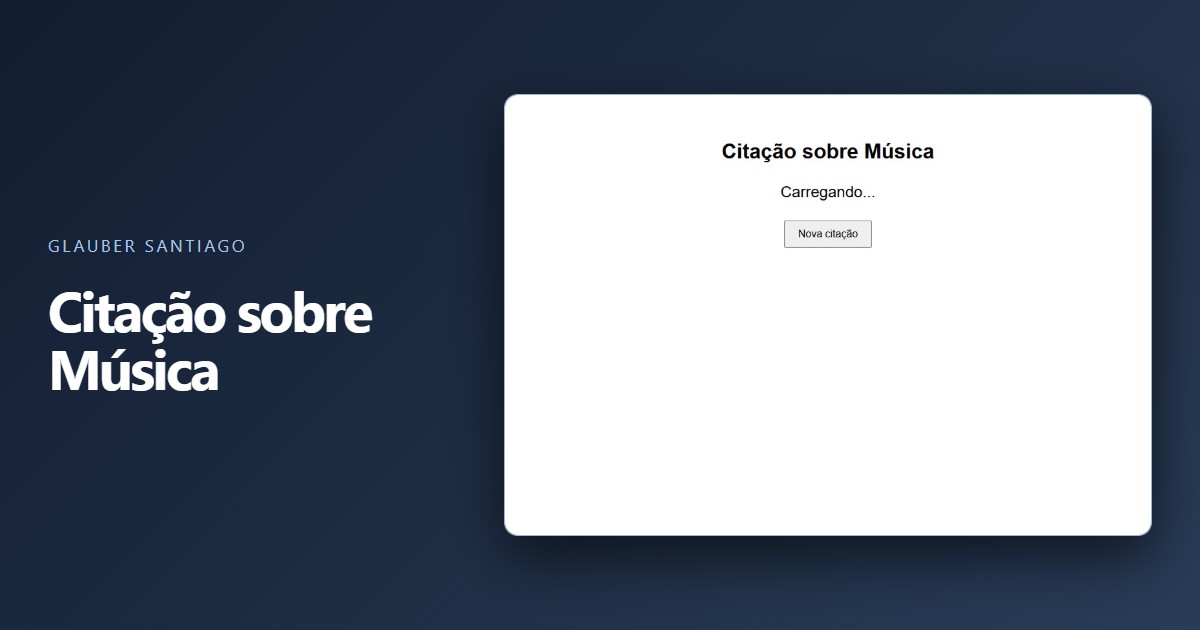 GLAUBER SANTIAGO
Citação sobre
Música
Citação sobre Música
Carregando...
Nova citação